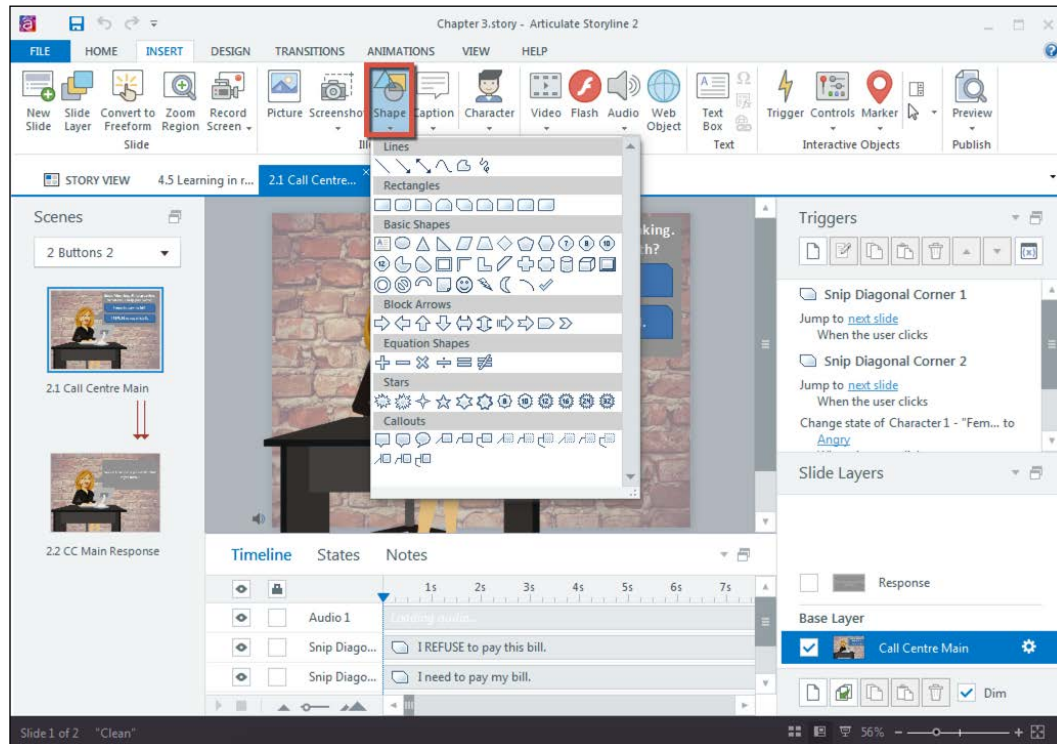 Chapter 3.story - Articulate Storyline 2
FILE HOME INSERT DESIGN TRANSITIONS ANIMATIONS VIEW HELP
New Slide
Slide Layer
Convert to Freeform
Zoom Region
Record Screen
Picture
Screenshot
Shape
Caption
Character
Video
Flash
Audio
Web Object
Text Box
Trigger
Controls
Marker
Preview
Slide
Ill
Text
Interactive Objects
Publish
STORY VIEW
4.5 Learning in r...
2.1 Call Centre...
Lines
Rectangles
Basic Shapes
Block Arrows
Equation Shapes
Stars
Callouts
Scenes
2 Buttons 2
2.1 Call Centre Main
2.2 CC Main Response
king.
h?
Triggers
Snip Diagonal Corner 1
Jump to next slide
When the user clicks
Snip Diagonal Corner 2
Jump to next slide
When the user clicks
Change state of Character 1 - "Fem... to
Angry
Slide Layers
Response
Base Layer
Call Centre Main
Dim
Timeline States Notes
1s 2s 3s 4s 5s 6s 7s
Audio 1
Loading audio...
Snip Diago... I REFUSE to pay this bill.
Snip Diago... I need to pay my bill.
Slide 1 of 2 "Clean"
56%